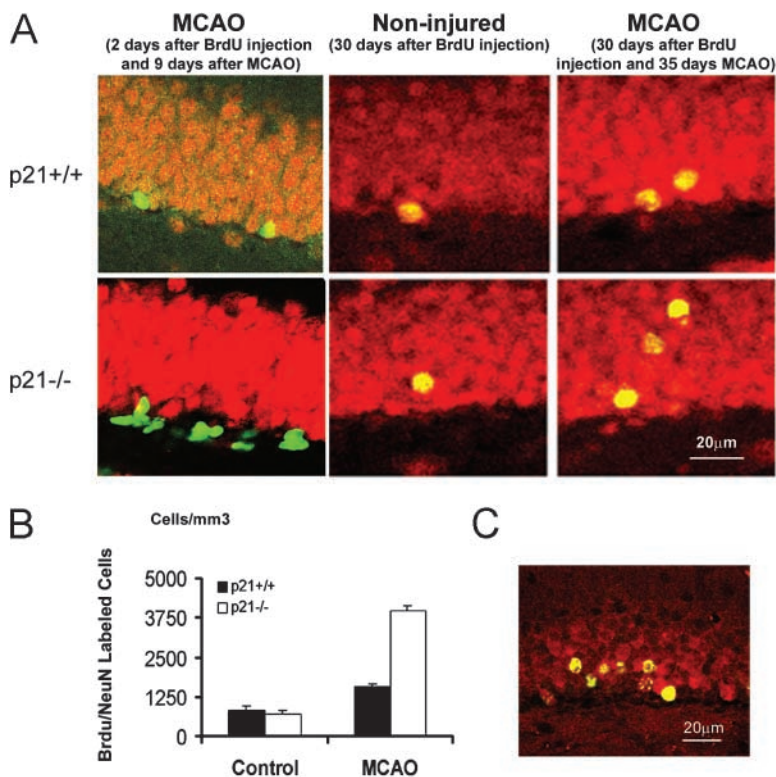 A
MCAO
(2 days after BrdU injection
and 9 days after MCAO)
Non-injured
(30 days after BrdU injection)
MCAO
(30 days after BrdU
injection and 35 days MCAO)
p21+/+
p21-/-
20μm
B
Cells/mm3
Brdu/NeuN Labeled Cells
5000
3750
2500
1250
0
p21+/+
p21-/-
Control
MCAO
C
20μm